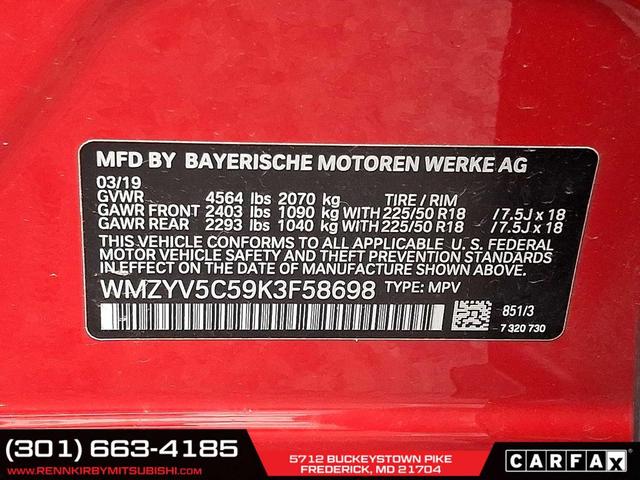 MFD BY BAYERISCHE MOTOREN WERKE AG
03/19
GVWR 4564 lbs 2070 kg TIRE / RIM
GAWR FRONT 2403 lbs 1090 kg WITH 225/50 R18 / 7.5J x 18
GAWR REAR 2293 lbs 1040 kg WITH 225/50 R18 / 7.5J x 18
THIS VEHICLE CONFORMS TO ALL APPLICABLE U. S. FEDERAL
MOTOR VEHICLE SAFETY AND THEFT PREVENTION STANDARDS
IN EFFECT ON THE DATE OF MANUFACTURE SHOWN ABOVE.
WMZYV5C59K3F58698 TYPE: MPV
851/3
7 320 730
(301) 663-4185
WWW.RENNKIRBYMITSUBISHI.COM/
5712 BUCKEYSTOWN PIKE
FREDERICK, MD 21704
CARFAX